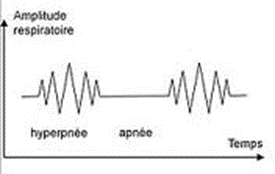 Amplitude
respiratoire
hyperpnée apnée
Temps